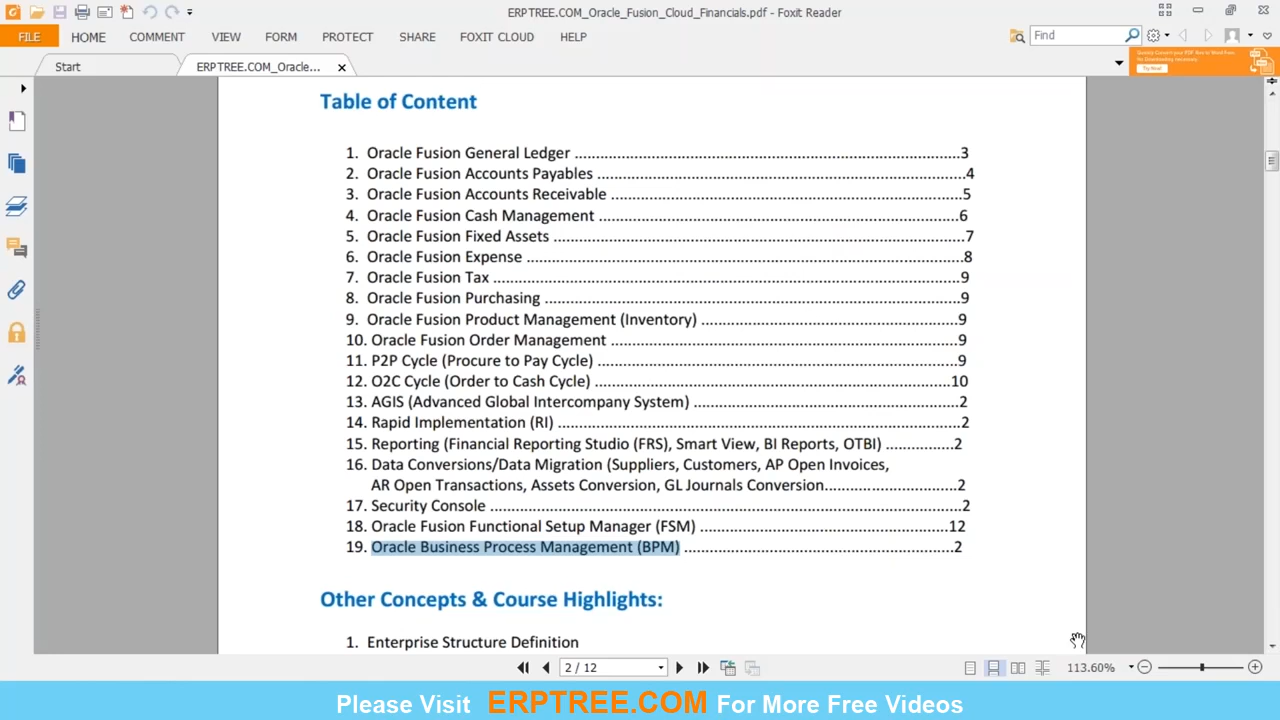 ERPTREE.COM_Oracle_Fusion_Cloud_Financials.pdf - Foxit Reader
FILE HOME COMMENT VIEW FORM PROTECT SHARE FOXIT CLOUD HELP
Find
Start ERPTREE.COM_Oracle...
Table of Content
1. Oracle Fusion General Ledger ................................................................................3
2. Oracle Fusion Accounts Payables ...........................................................................4
3. Oracle Fusion Accounts Receivable ........................................................................5
4. Oracle Fusion Cash Management ..........................................................................6
5. Oracle Fusion Fixed Assets ....................................................................................7
6. Oracle Fusion Expense ..........................................................................................8
7. Oracle Fusion Tax .................................................................................................9
8. Oracle Fusion Purchasing ......................................................................................9
9. Oracle Fusion Product Management (Inventory) .....................................................9
10. Oracle Fusion Order Management ........................................................................9
11. P2P Cycle (Procure to Pay Cycle) ..........................................................................9
12. O2C Cycle (Order to Cash Cycle) .........................................................................10
13. AGIS (Advanced Global Intercompany System) .......................................................2
14. Rapid Implementation (RI) ...................................................................................2
15. Reporting (Financial Reporting Studio (FRS), Smart View, BI Reports, OTBI) ..............2
16. Data Conversions/Data Migration (Suppliers, Customers, AP Open Invoices,
AR Open Transactions, Assets Conversion, GL Journals Conversion............................2
17. Security Console .................................................................................................2
18. Oracle Fusion Functional Setup Manager (FSM) ....................................................12
19. Oracle Business Process Management (BPM) .........................................................2
Other Concepts & Course Highlights:
1. Enterprise Structure Definition
2 / 12
113.60%
Please Visit ERPTREE.COM For More Free Videos